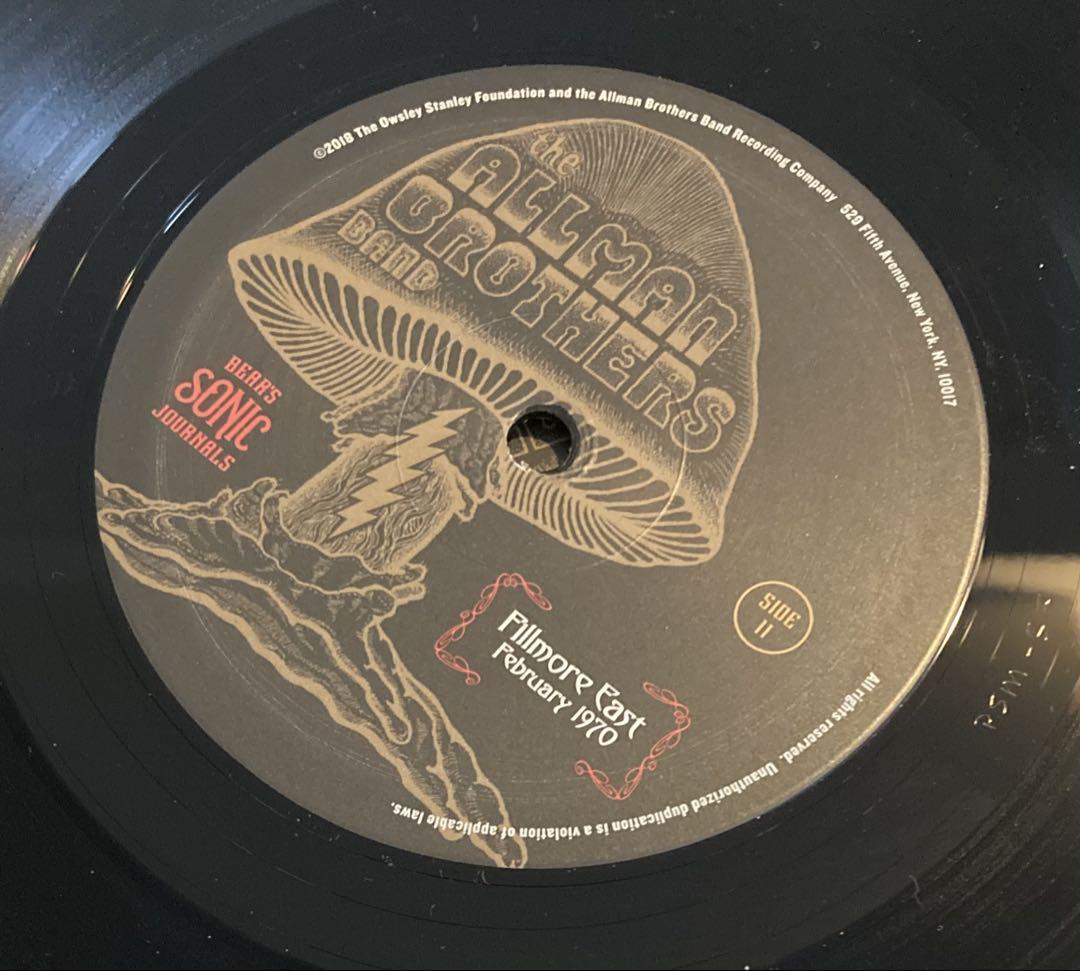 ©2018 The Owsley Stanley Foundation and the Allman Brothers Band Recording Company 529 Fifth Avenue, New York, NY, 10017
the
ALLMAN
BROTHERS
BAND
BEAR'S
SONIC
JOURNALS
SIDE
II
Fillmore East
February 1970
All rights reserved. Unauthorized duplication is a violation of applicable laws.